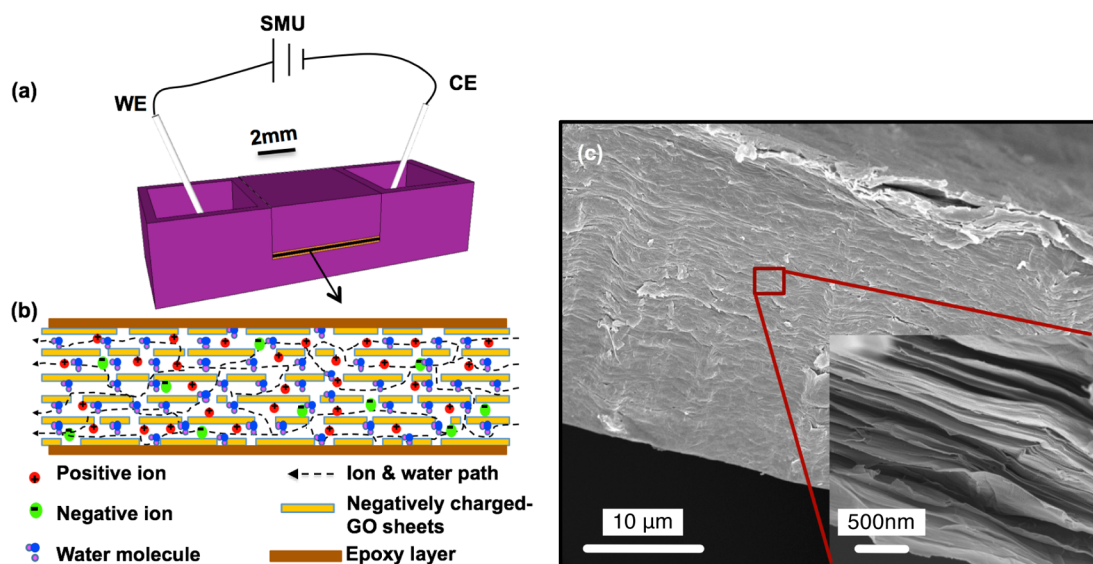 SMU
(a)
WE
CE
2mm
(b)
Positive ion
Negative ion
Water molecule
Ion & water path
Negatively charged-
GO sheets
Epoxy layer
(c)
10 μm
500nm